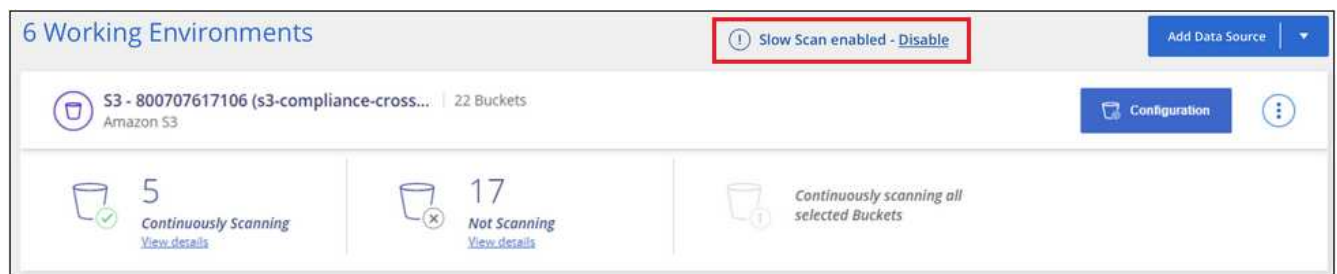 6 Working Environments
Slow Scan enabled - Disable
Add Data Source
S3 - 800707617106 (s3-compliance-cross... 22 Buckets
Amazon S3
Configuration
5
Continuously Scanning
View details
17
Not Scanning
View details
Continuously scanning all
selected Buckets